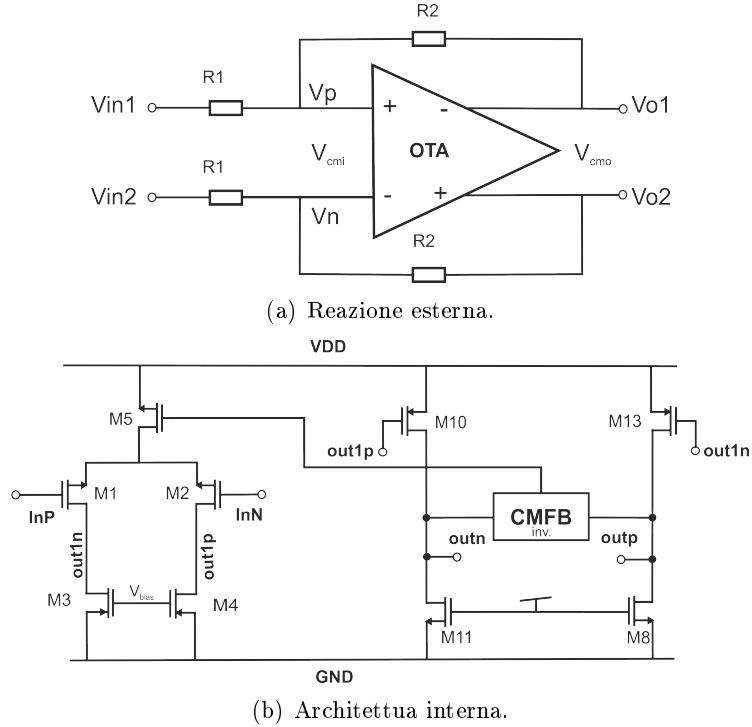 R2
R1
Vin1
Vp
+
-
Vo1
V_cmi
OTA
V_cmo
R1
Vin2
-
+
Vo2
Vn
R2
(a) Reazione esterna.
VDD
M5
M10
M13
out1p
out1n
M1
M2
InP
InN
CMFB
inv.
out1n
out1p
outn
outp
M3
V_bias
M4
M11
M8
GND
(b) Architettua interna.